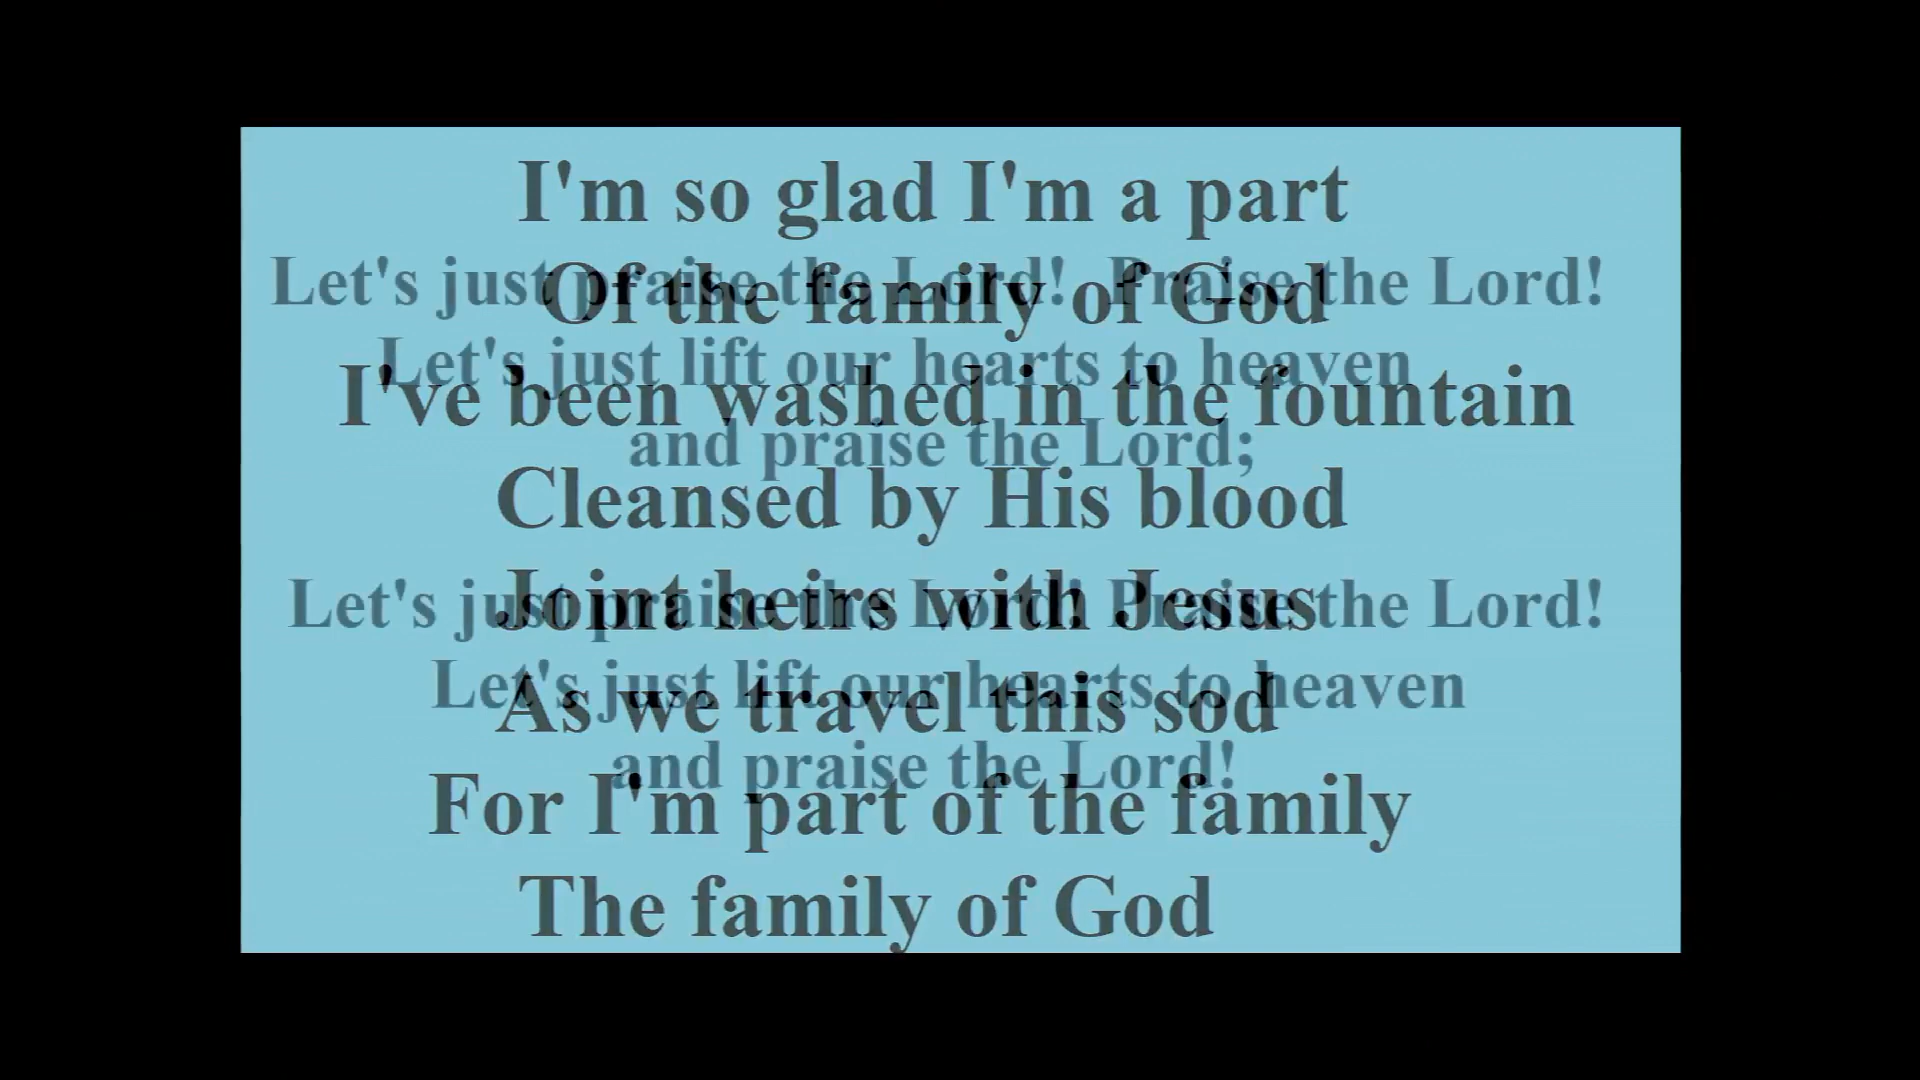 I'm so glad I'm a part
Let's just praise the Lord! Praise the Lord!
Of the family of God
Let's just lift our hearts to heaven
I've been washed in the fountain
and praise the Lord;
Cleansed by His blood
Let's just praise the Lord! Praise the Lord!
Joint heirs with Jesus
Let's just lift our hearts to heaven
As we travel this sod
and praise the Lord!
For I'm part of the family
The family of God